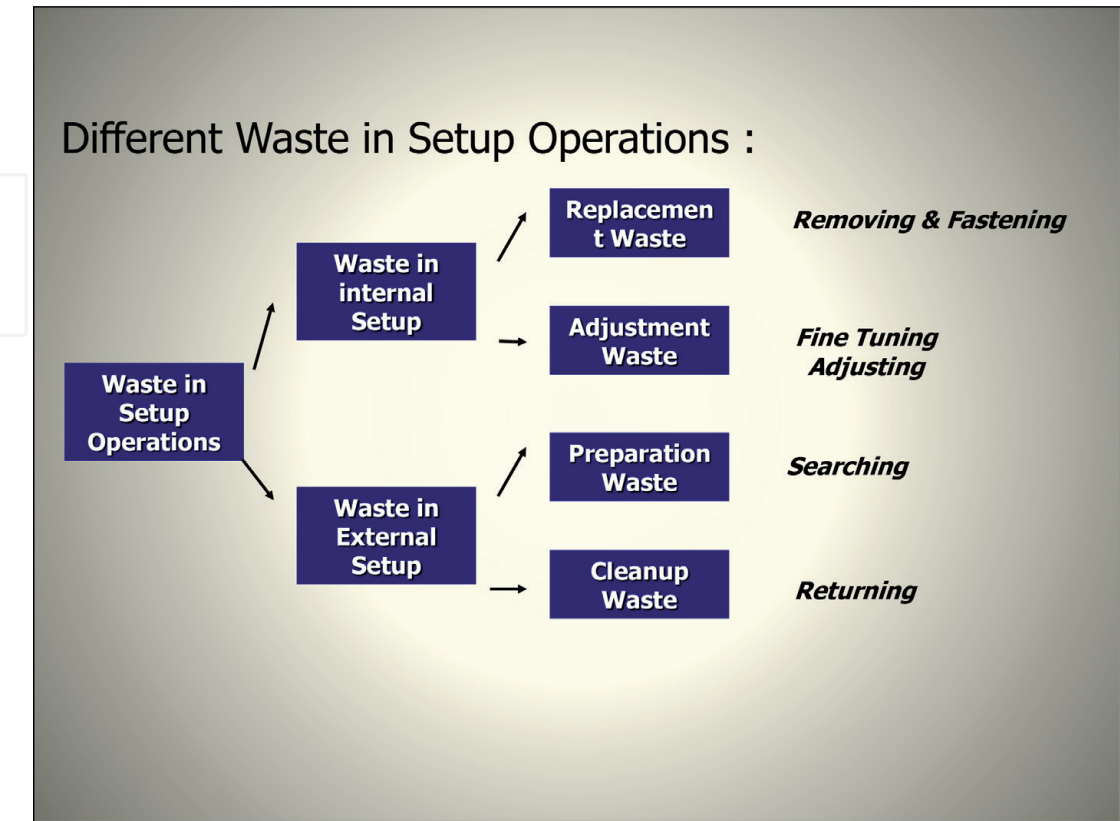 Different Waste in Setup Operations :
Replacemen
t Waste
Removing & Fastening
Waste in
internal
Setup
Adjustment
Waste
Fine Tuning
Adjusting
Waste in
Setup
Operations
Preparation
Waste
Searching
Waste in
External
Setup
Cleanup
Waste
Returning